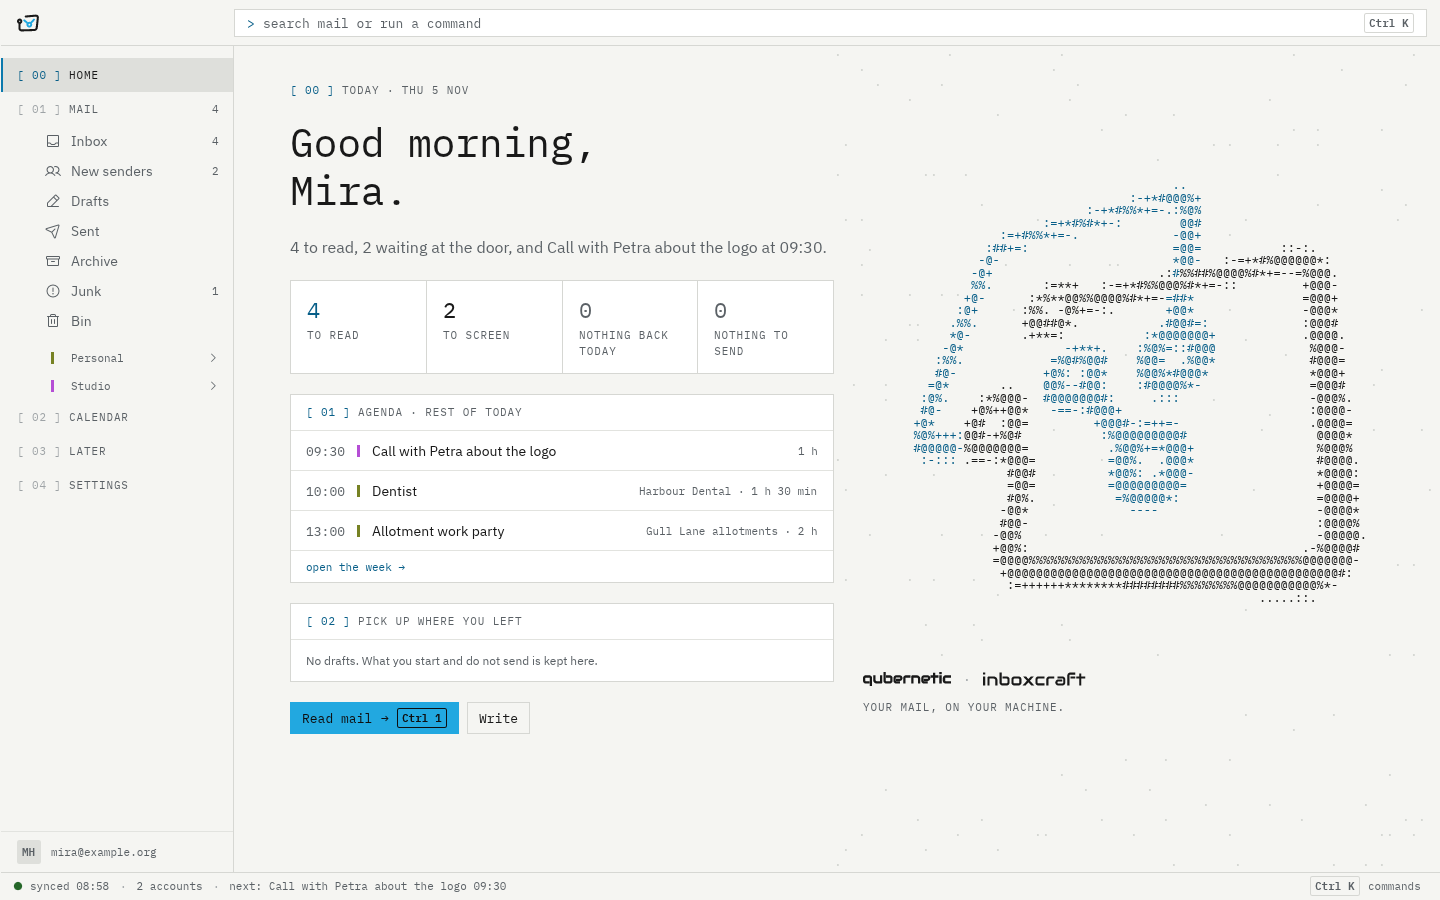 > search mail or run a command
Ctrl K
[ 00 ] HOME
[ 01 ] MAIL 4
Inbox 4
New senders 2
Drafts
Sent
Archive
Junk 1
Bin
Personal
Studio
[ 02 ] CALENDAR
[ 03 ] LATER
[ 04 ] SETTINGS
MH mira@example.org
[ 00 ] TODAY · THU 5 NOV
Good morning,
Mira.
4 to read, 2 waiting at the door, and Call with Petra about the logo at 09:30.
4
TO READ
2
TO SCREEN
0
NOTHING BACK
TODAY
0
NOTHING TO
SEND
[ 01 ] AGENDA · REST OF TODAY
09:30 Call with Petra about the logo 1 h
10:00 Dentist Harbour Dental · 1 h 30 min
13:00 Allotment work party Gull Lane allotments · 2 h
open the week →
[ 02 ] PICK UP WHERE YOU LEFT
No drafts. What you start and do not send is kept here.
Read mail → Ctrl 1
Write
qubernetic · inboxcraft
YOUR MAIL, ON YOUR MACHINE.
synced 08:58 · 2 accounts · next: Call with Petra about the logo 09:30
Ctrl K commands